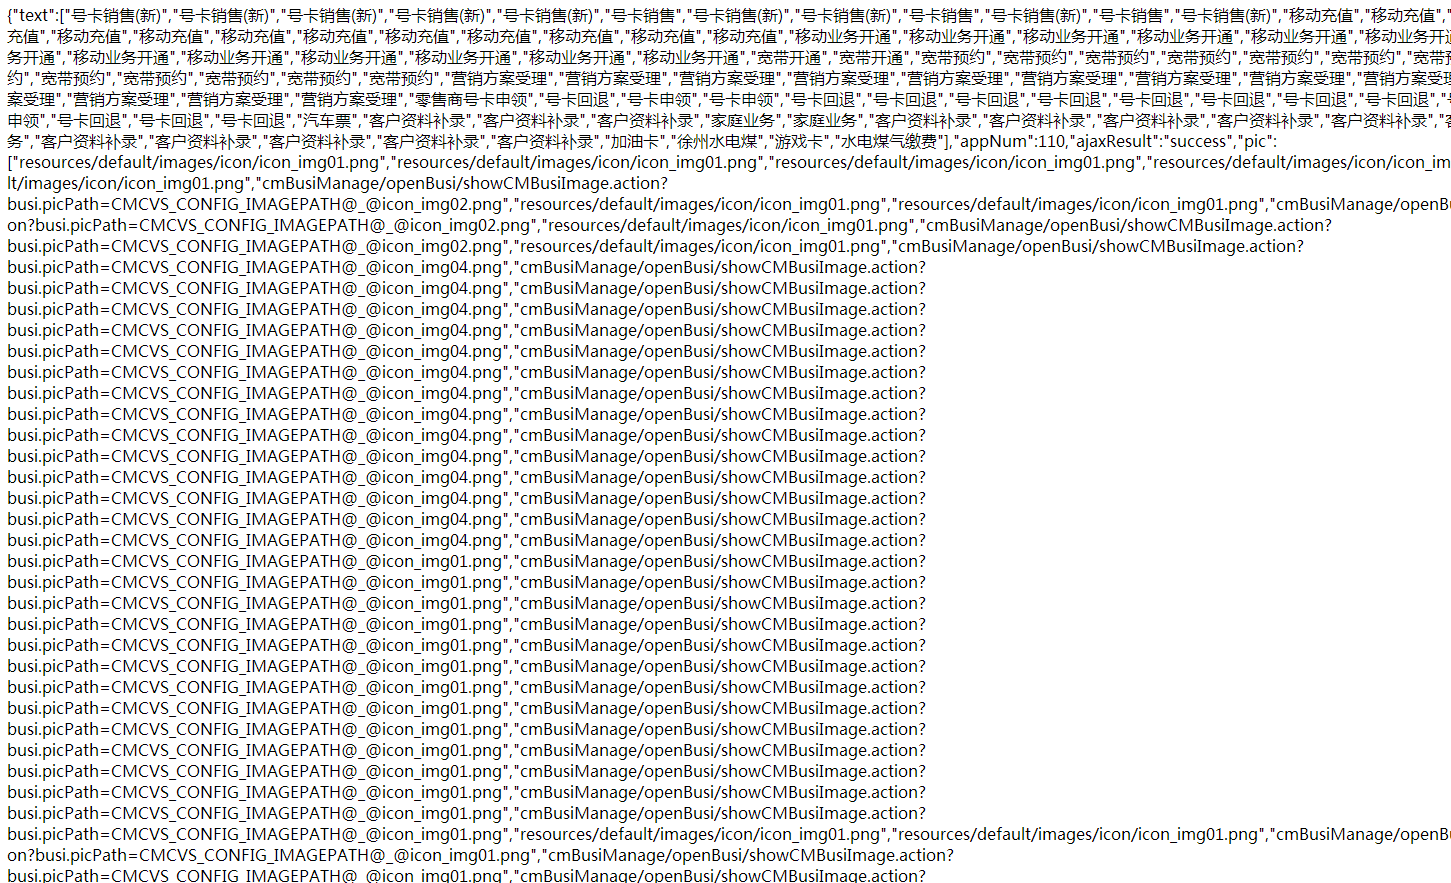 {"text":["号卡销售(新)","号卡销售(新)","号卡销售(新)","号卡销售(新)","号卡销售(新)","号卡销售","号卡销售(新)","号卡销售(新)","号卡销售","号卡销售(新)","号卡销售","号卡销售(新)","移动充值","移动充值",
充值","移动充值","移动充值","移动充值","移动充值","移动充值","移动充值","移动充值","移动充值","移动业务开通","移动业务开通","移动业务开通","移动业务开通","移动业务开通","移动业务开
务开通","移动业务开通","移动业务开通","移动业务开通","移动业务开通","移动业务开通","移动业务开通","宽带开通","宽带开通","宽带预约","宽带预约","宽带预约","宽带预约","宽带预约","宽带预
约","宽带预约","宽带预约","宽带预约","宽带预约","宽带预约","营销方案受理","营销方案受理","营销方案受理","营销方案受理","营销方案受理","营销方案受理","营销方案受理","营销方案受理","营销方
案受理","营销方案受理","营销方案受理","营销方案受理","零售商号卡申领","号卡回退","号卡申领","号卡申领","号卡回退","号卡回退","号卡回退","号卡回退","号卡回退","号卡回退","号卡回退",
申领","号卡回退","号卡回退","号卡回退","汽车票","客户资料补录","客户资料补录","客户资料补录","家庭业务","家庭业务","客户资料补录","客户资料补录","客户资料补录","客户资料补录","客户资料补录",
务","客户资料补录","客户资料补录","客户资料补录","客户资料补录","客户资料补录","加油卡","徐州水电煤","游戏卡","水电煤气缴费"],"appNum":110,"ajaxResult":"success","pic":
["resources/default/images/icon/icon_img01.png","resources/default/images/icon/icon_img01.png","resources/default/images/icon/icon_img01.png","resources/default/images/icon/icon_im
lt/images/icon/icon_img01.png","cmBusiManage/openBusi/showCMBusiImage.action?
busi.picPath=CMCVS_CONFIG_IMAGEPATH@_@icon_img02.png","resources/default/images/icon/icon_img01.png","resources/default/images/icon/icon_img01.png","cmBusiManage/openBu
on?busi.picPath=CMCVS_CONFIG_IMAGEPATH@_@icon_img02.png","resources/default/images/icon/icon_img01.png","cmBusiManage/openBusi/showCMBusiImage.action?
busi.picPath=CMCVS_CONFIG_IMAGEPATH@_@icon_img02.png","resources/default/images/icon/icon_img01.png","cmBusiManage/openBusi/showCMBusiImage.action?
busi.picPath=CMCVS_CONFIG_IMAGEPATH@_@icon_img04.png","cmBusiManage/openBusi/showCMBusiImage.action?
busi.picPath=CMCVS_CONFIG_IMAGEPATH@_@icon_img04.png","cmBusiManage/openBusi/showCMBusiImage.action?
busi.picPath=CMCVS_CONFIG_IMAGEPATH@_@icon_img04.png","cmBusiManage/openBusi/showCMBusiImage.action?
busi.picPath=CMCVS_CONFIG_IMAGEPATH@_@icon_img04.png","cmBusiManage/openBusi/showCMBusiImage.action?
busi.picPath=CMCVS_CONFIG_IMAGEPATH@_@icon_img04.png","cmBusiManage/openBusi/showCMBusiImage.action?
busi.picPath=CMCVS_CONFIG_IMAGEPATH@_@icon_img04.png","cmBusiManage/openBusi/showCMBusiImage.action?
busi.picPath=CMCVS_CONFIG_IMAGEPATH@_@icon_img04.png","cmBusiManage/openBusi/showCMBusiImage.action?
busi.picPath=CMCVS_CONFIG_IMAGEPATH@_@icon_img04.png","cmBusiManage/openBusi/showCMBusiImage.action?
busi.picPath=CMCVS_CONFIG_IMAGEPATH@_@icon_img04.png","cmBusiManage/openBusi/showCMBusiImage.action?
busi.picPath=CMCVS_CONFIG_IMAGEPATH@_@icon_img04.png","cmBusiManage/openBusi/showCMBusiImage.action?
busi.picPath=CMCVS_CONFIG_IMAGEPATH@_@icon_img04.png","cmBusiManage/openBusi/showCMBusiImage.action?
busi.picPath=CMCVS_CONFIG_IMAGEPATH@_@icon_img04.png","cmBusiManage/openBusi/showCMBusiImage.action?
busi.picPath=CMCVS_CONFIG_IMAGEPATH@_@icon_img04.png","cmBusiManage/openBusi/showCMBusiImage.action?
busi.picPath=CMCVS_CONFIG_IMAGEPATH@_@icon_img04.png","cmBusiManage/openBusi/showCMBusiImage.action?
busi.picPath=CMCVS_CONFIG_IMAGEPATH@_@icon_img01.png","cmBusiManage/openBusi/showCMBusiImage.action?
busi.picPath=CMCVS_CONFIG_IMAGEPATH@_@icon_img01.png","cmBusiManage/openBusi/showCMBusiImage.action?
busi.picPath=CMCVS_CONFIG_IMAGEPATH@_@icon_img01.png","cmBusiManage/openBusi/showCMBusiImage.action?
busi.picPath=CMCVS_CONFIG_IMAGEPATH@_@icon_img01.png","cmBusiManage/openBusi/showCMBusiImage.action?
busi.picPath=CMCVS_CONFIG_IMAGEPATH@_@icon_img01.png","cmBusiManage/openBusi/showCMBusiImage.action?
busi.picPath=CMCVS_CONFIG_IMAGEPATH@_@icon_img01.png","cmBusiManage/openBusi/showCMBusiImage.action?
busi.picPath=CMCVS_CONFIG_IMAGEPATH@_@icon_img01.png","cmBusiManage/openBusi/showCMBusiImage.action?
busi.picPath=CMCVS_CONFIG_IMAGEPATH@_@icon_img01.png","cmBusiManage/openBusi/showCMBusiImage.action?
busi.picPath=CMCVS_CONFIG_IMAGEPATH@_@icon_img01.png","cmBusiManage/openBusi/showCMBusiImage.action?
busi.picPath=CMCVS_CONFIG_IMAGEPATH@_@icon_img01.png","cmBusiManage/openBusi/showCMBusiImage.action?
busi.picPath=CMCVS_CONFIG_IMAGEPATH@_@icon_img01.png","cmBusiManage/openBusi/showCMBusiImage.action?
busi.picPath=CMCVS_CONFIG_IMAGEPATH@_@icon_img01.png","cmBusiManage/openBusi/showCMBusiImage.action?
busi.picPath=CMCVS_CONFIG_IMAGEPATH@_@icon_img01.png","cmBusiManage/openBusi/showCMBusiImage.action?
busi.picPath=CMCVS_CONFIG_IMAGEPATH@_@icon_img01.png","resources/default/images/icon/icon_img01.png","resources/default/images/icon/icon_img01.png","cmBusiManage/openBu
on?busi.picPath=CMCVS_CONFIG_IMAGEPATH@_@icon_img01.png","cmBusiManage/openBusi/showCMBusiImage.action?
busi.picPath=CMCVS_CONFIG_IMAGEPATH@_@icon_img01.png","cmBusiManage/openBusi/showCMBusiImage.action?